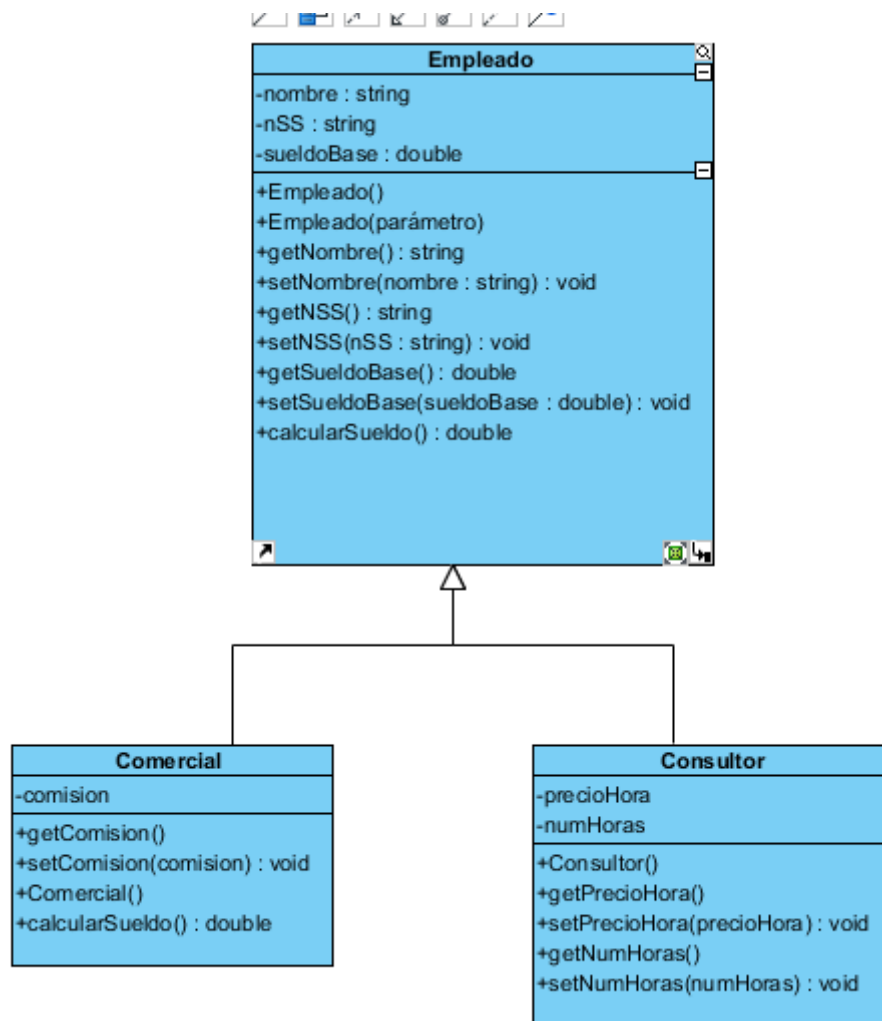 Empleado
-nombre : string
-nSS : string
-sueldoBase : double
+Empleado()
+Empleado(parámetro)
+getNombre() : string
+setNombre(nombre : string) : void
+getNSS() : string
+setNSS(nSS : string) : void
+getSueldoBase() : double
+setSueldoBase(sueldoBase : double) : void
+calcularSueldo() : double
Comercial
-comision
+getComision()
+setComision(comision) : void
+Comercial()
+calcularSueldo() : double
Consultor
-precioHora
-numHoras
+Consultor()
+getPrecioHora()
+setPrecioHora(precioHora) : void
+getNumHoras()
+setNumHoras(numHoras) : void